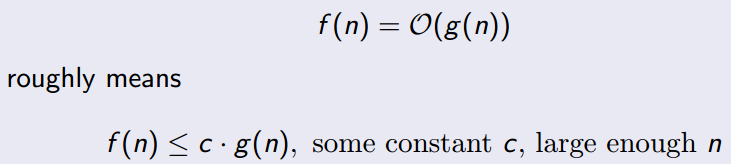 f(n) = O(g(n))
roughly means
f(n) ≤ c · g(n), some constant c, large enough n